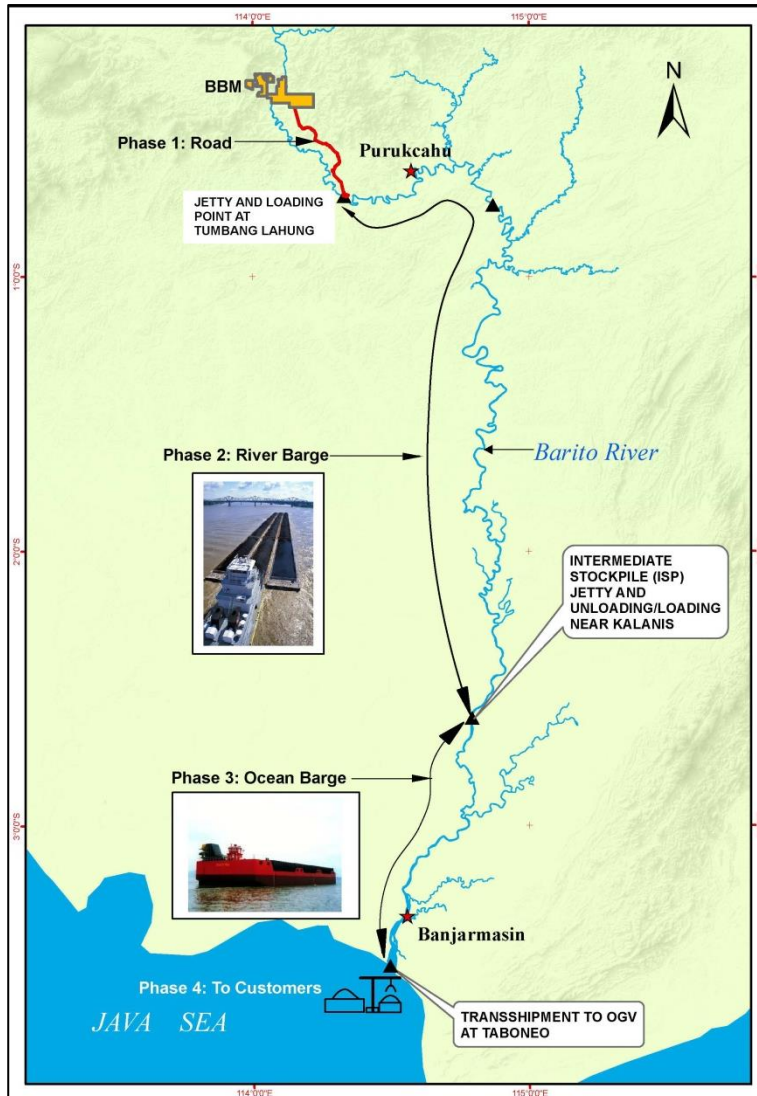 114°0'0"E
115°0'0"E
N
BBM
Phase 1: Road
Purukcahu
JETTY AND LOADING
POINT AT
TUMBANG LAHUNG
1°0'0"S
Phase 2: River Barge
Barito River
2°0'0"S
INTERMEDIATE
STOCKPILE (ISP)
JETTY AND
UNLOADING/LOADING
NEAR KALANIS
Phase 3: Ocean Barge
3°0'0"S
Banjarmasin
Phase 4: To Customers
JAVA SEA
TRANSSHIPMENT TO OGV
AT TABONEO
114°0'0"E
115°0'0"E